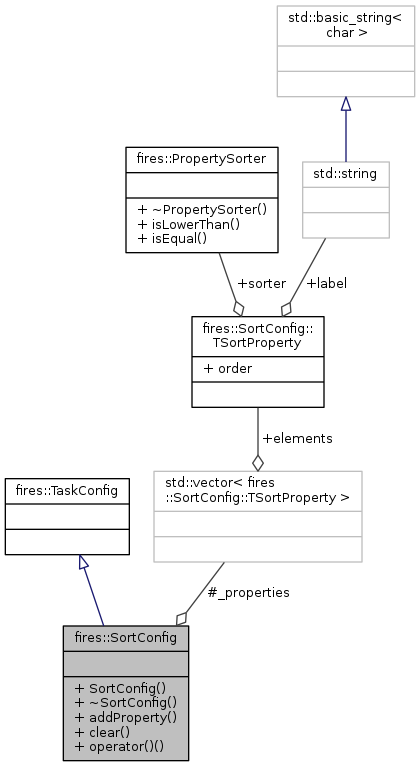 std::basic_string<
char >
fires::PropertySorter
+ ~PropertySorter()
+ isLowerThan()
+ isEqual()
std::string
+sorter
+label
fires::SortConfig::
TSortProperty
+ order
+elements
fires::TaskConfig
std::vector< fires
::SortConfig::TSortProperty >
#_properties
fires::SortConfig
+ SortConfig()
+ ~SortConfig()
+ addProperty()
+ clear()
+ operator()()